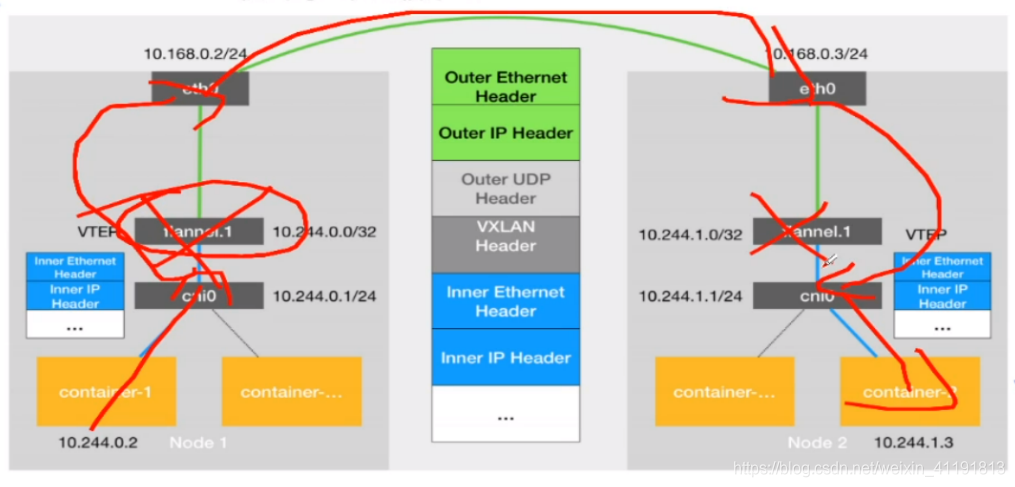 10.168.0.2/24
10.168.0.3/24
eth0
eth0
Outer Ethernet
Header
Outer IP Header
Outer UDP
Header
VXLAN
Header
Inner Ethernet
Header
Inner IP Header
...
VTEP
flannel.1
10.244.0.0/32
10.244.1.0/32
flannel.1
VTEP
Inner Ethernet
Header
Inner IP
Header
...
cni0
10.244.0.1/24
10.244.1.1/24
cni0
Inner Ethernet
Header
Inner IP
Header
...
container-1
container-...
container-...
container-2
10.244.0.2
Node 1
Node 2
10.244.1.3
https://blog.csdn.net/weixin_41191813